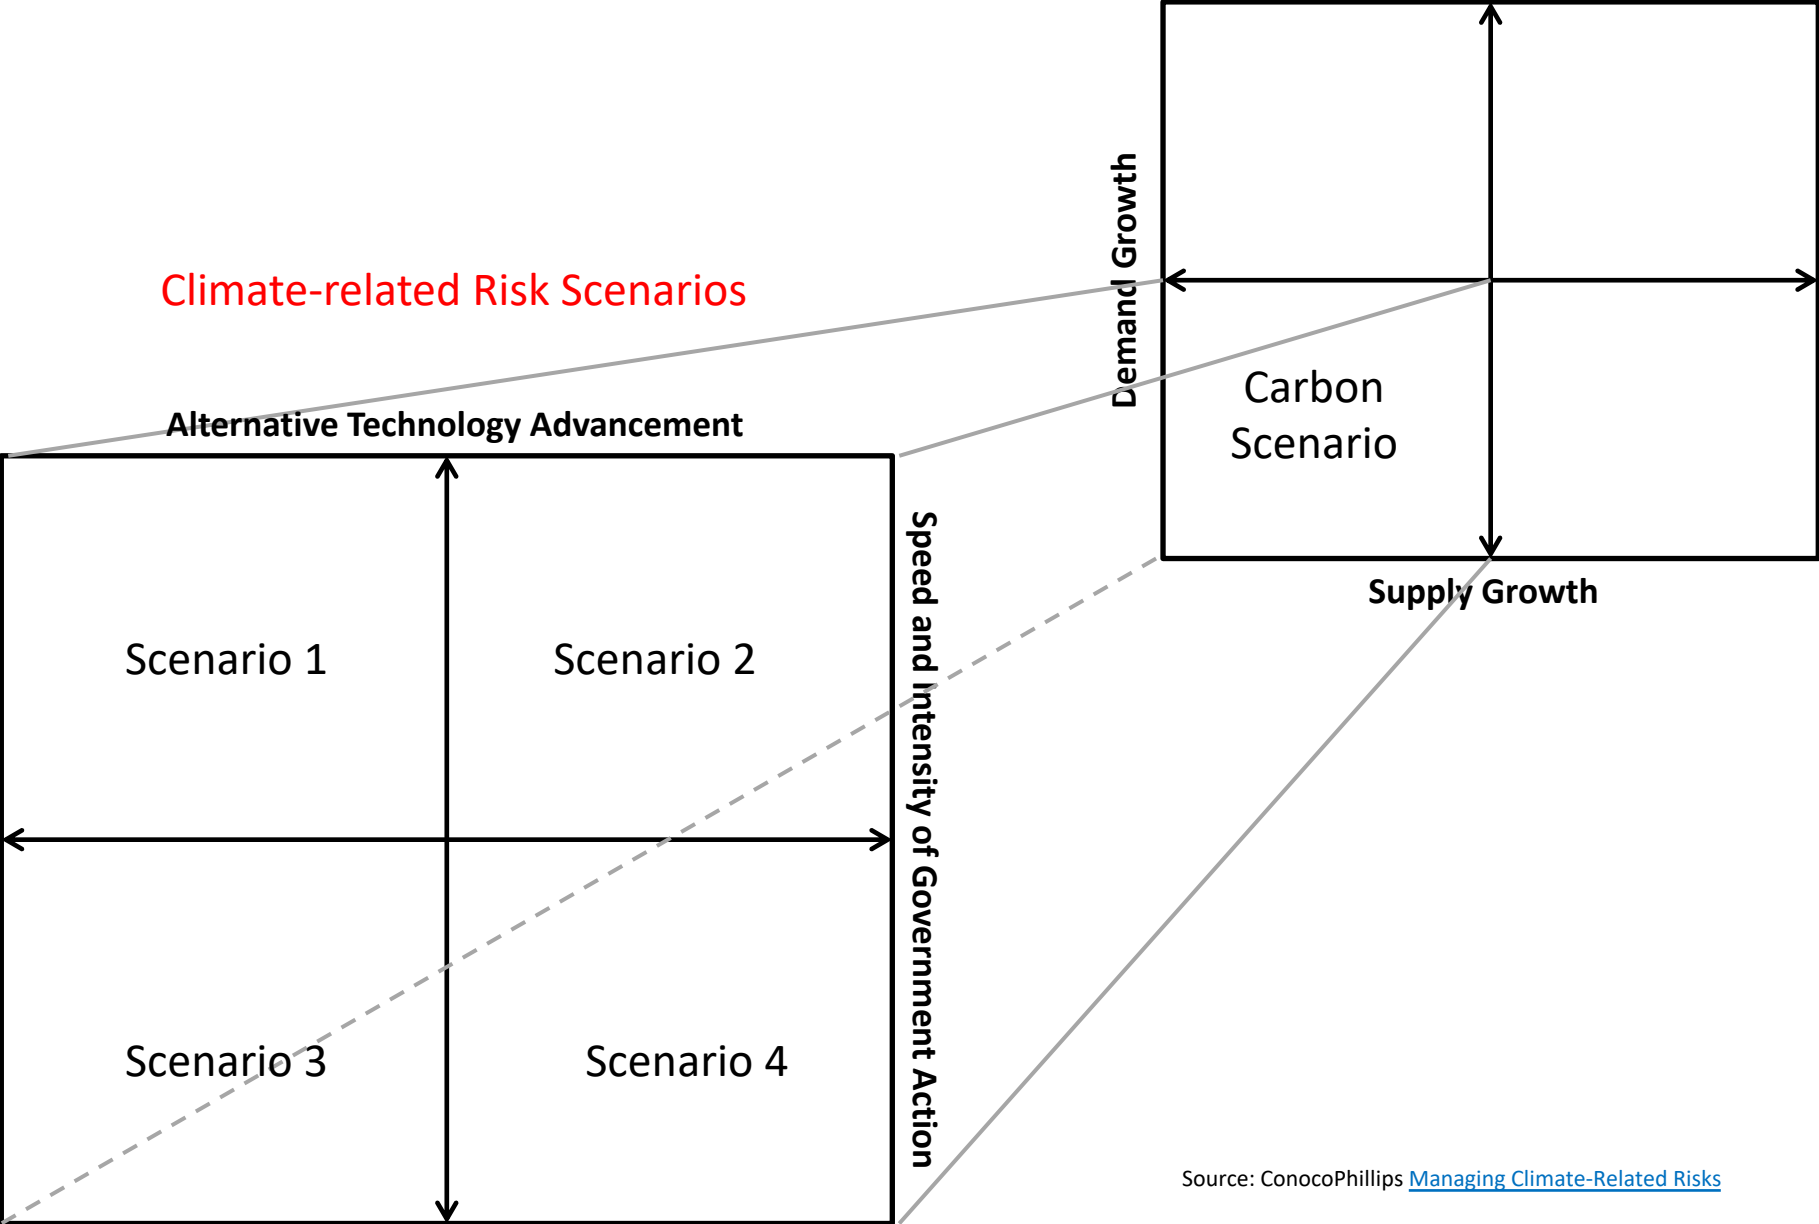 Demand Growth
Climate-related Risk Scenarios
Carbon
Scenario
Alternative Technology Advancement
Supply Growth
Speed and Intensity of Government Action
Scenario 1
Scenario 2
Scenario 3
Scenario 4
Source: ConocoPhillips Managing Climate-Related Risks